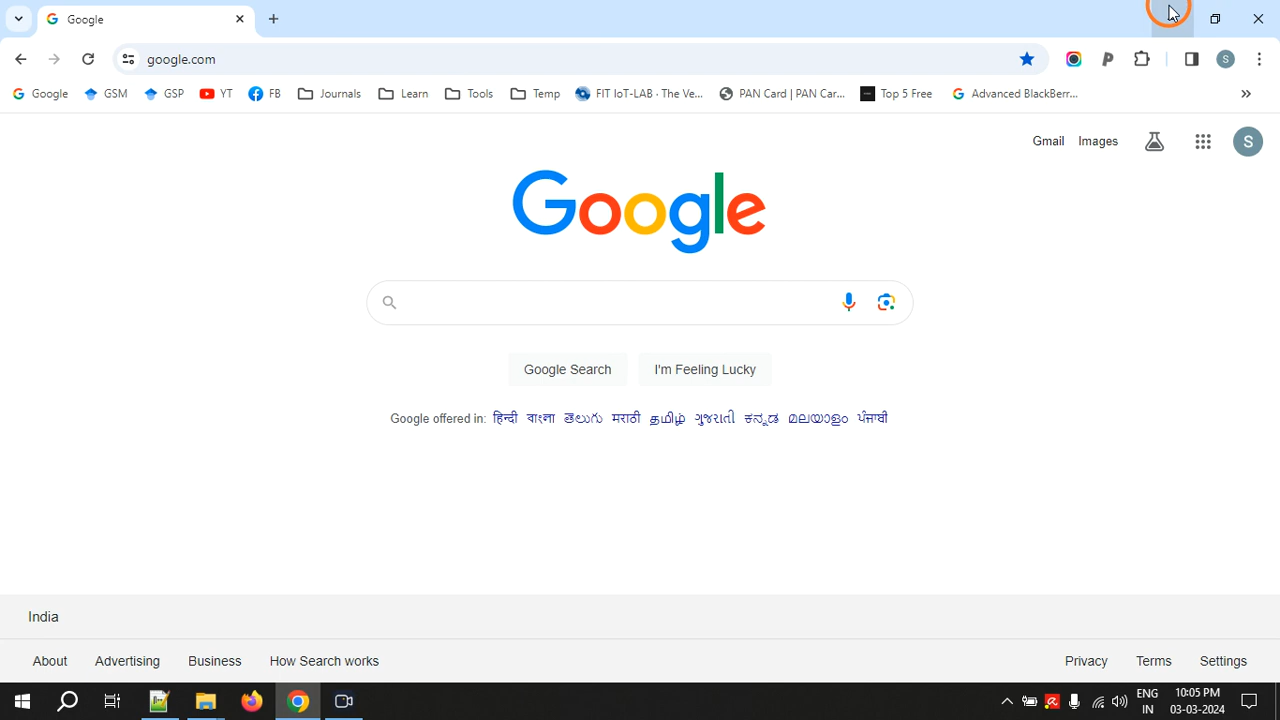 Google
google.com
Google GSM GSP YT FB Journals Learn Tools Temp FIT IoT-LAB · The Ve... PAN Card | PAN Car... Top 5 Free Advanced BlackBerr...
Gmail Images S
Google
Google Search I'm Feeling Lucky
Google offered in: हिन्दी বাংলা తెలుగు मराठी தமிழ் ગુજરાતી ಕನ್ನಡ മലയാളം ਪੰਜਾਬੀ
India
About Advertising Business How Search works Privacy Terms Settings
ENG 10:05 PM
IN 03-03-2024